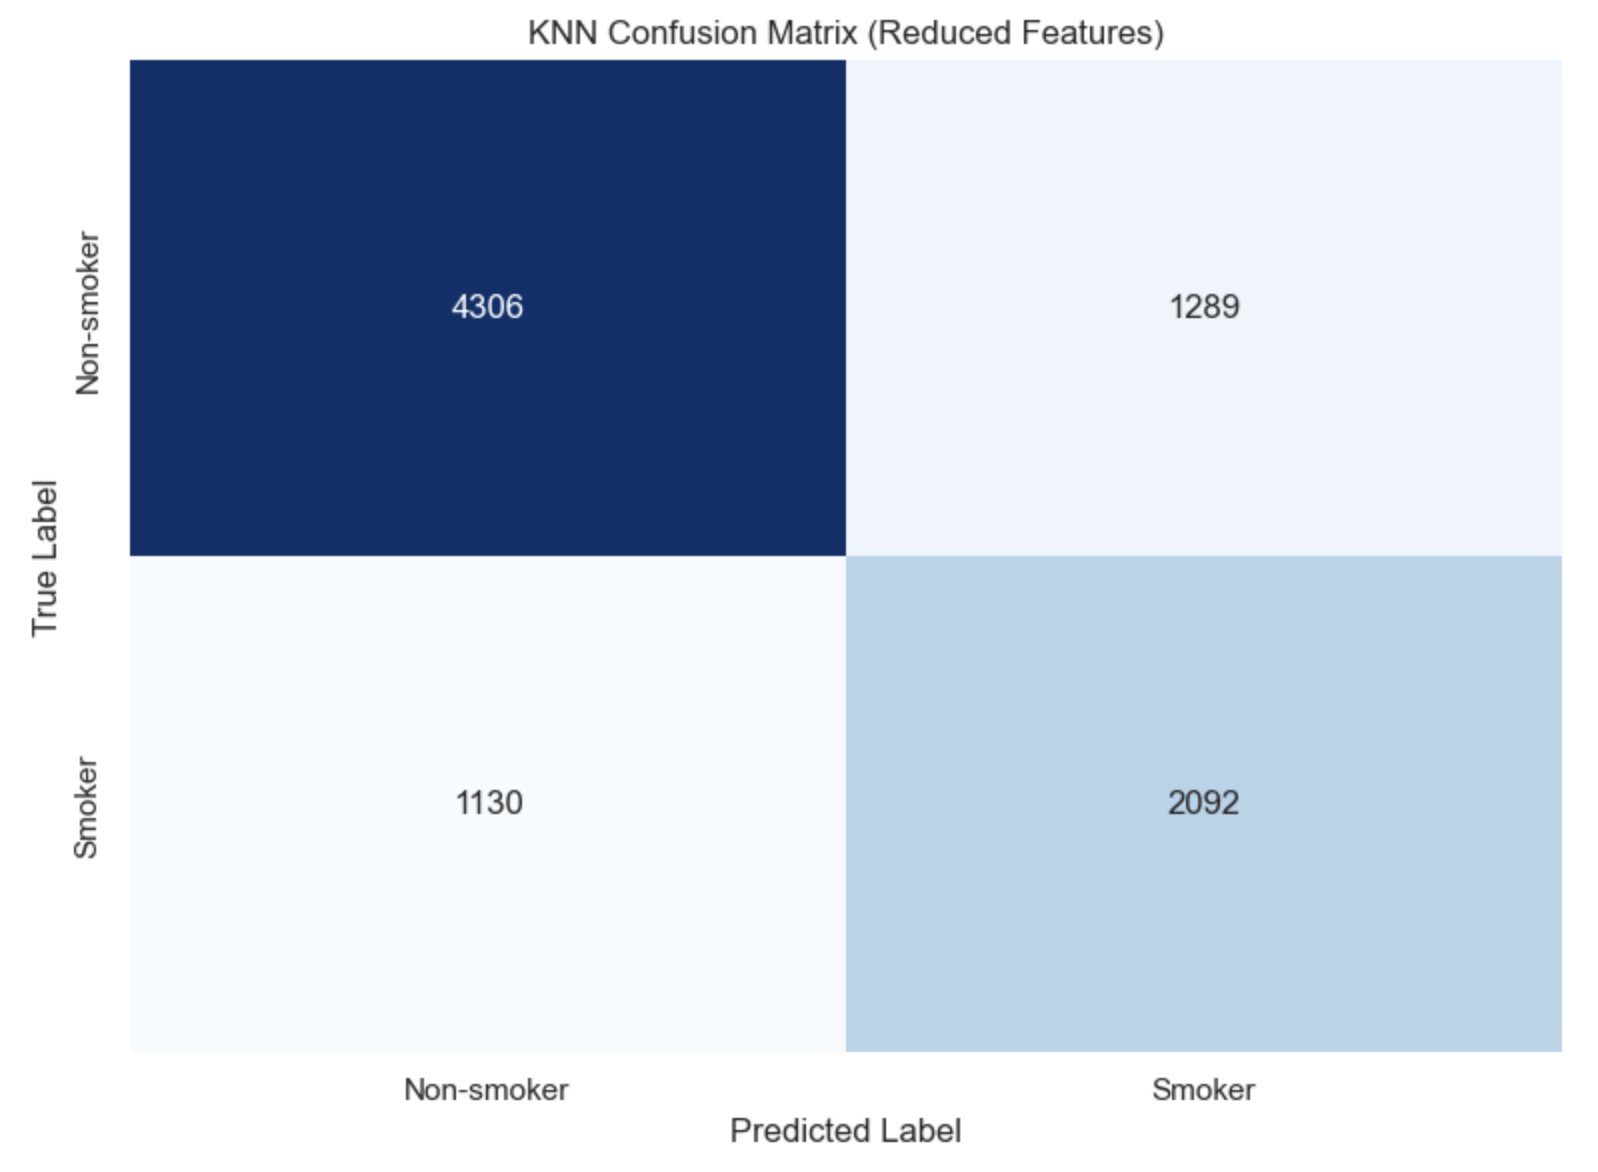 KNN Confusion Matrix (Reduced Features)
True Label
Non-smoker
4306
1289
Smoker
1130
2092
Non-smoker
Smoker
Predicted Label